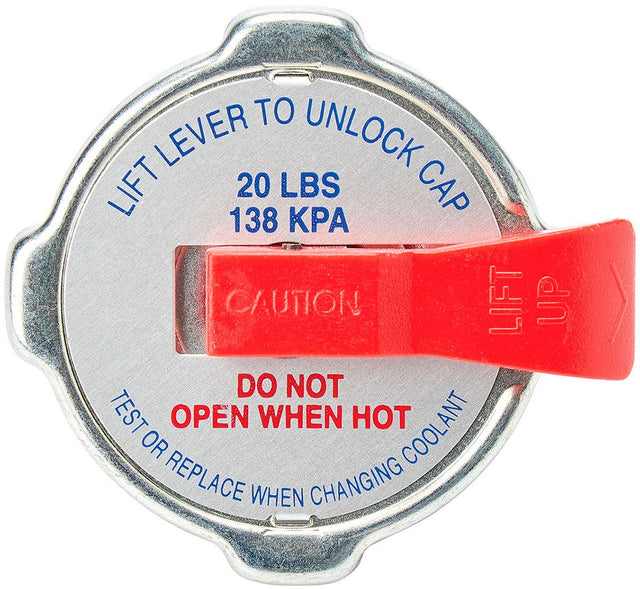 LIFT LEVER TO UNLOCK CAP
20 LBS
138 KPA
CAUTION
LIFT
UP
DO NOT
OPEN WHEN HOT
TEST OR REPLACE WHEN CHANGING COOLANT